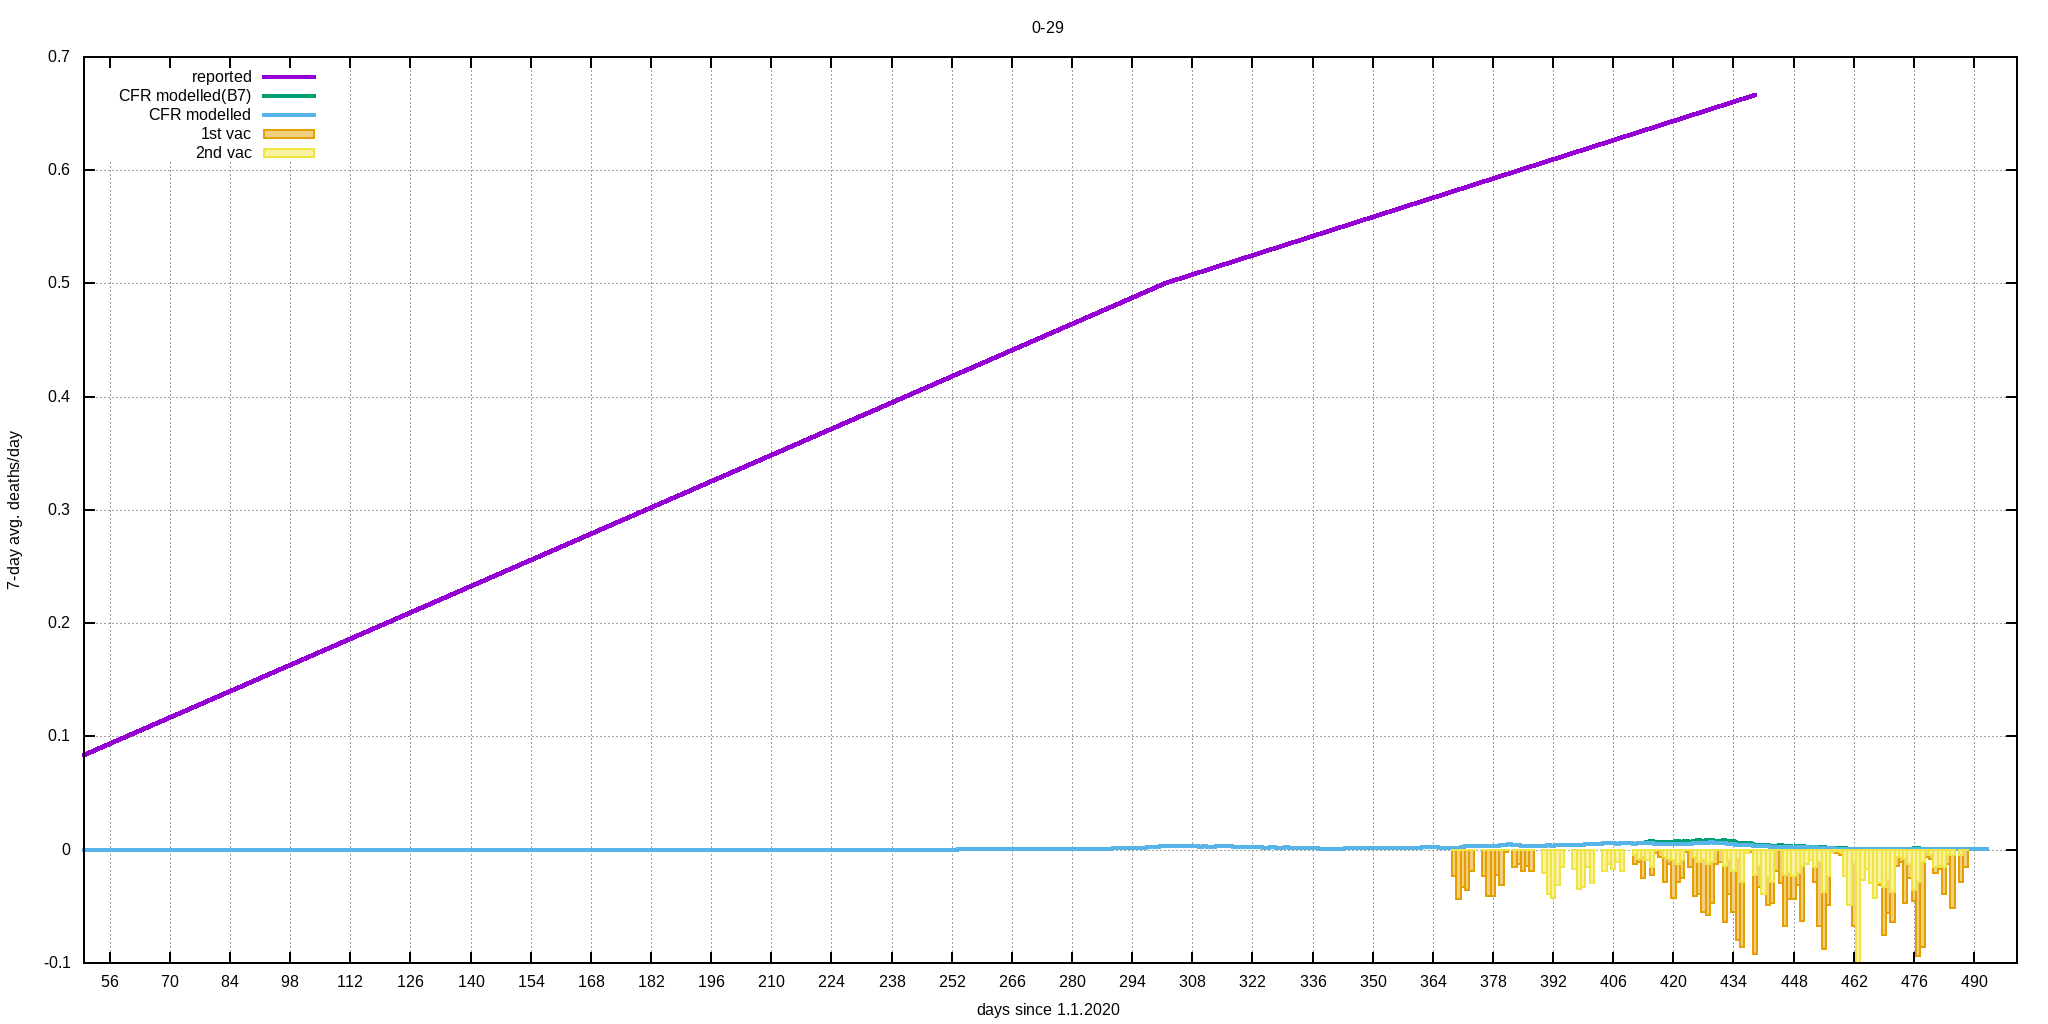 0-29
reported
CFR modelled(B7)
CFR modelled
1st vac
2nd vac
0.7
0.6
0.5
0.4
0.3
0.2
0.1
0
-0.1
7-day avg. deaths/day
56 70 84 98 112 126 140 154 168 182 196 210 224 238 252 266 280 294 308 322 336 350 364 378 392 406 420 434 448 462 476 490
days since 1.1.2020